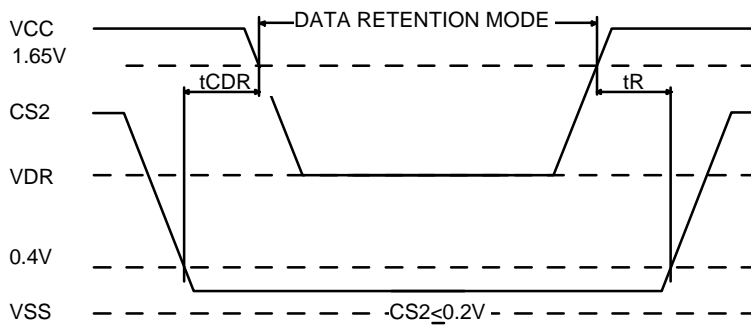 DATA RETENTION MODE
VCC
1.65V
tCDR
tR
CS2
VDR
0.4V
VSS
CS2≤0.2V